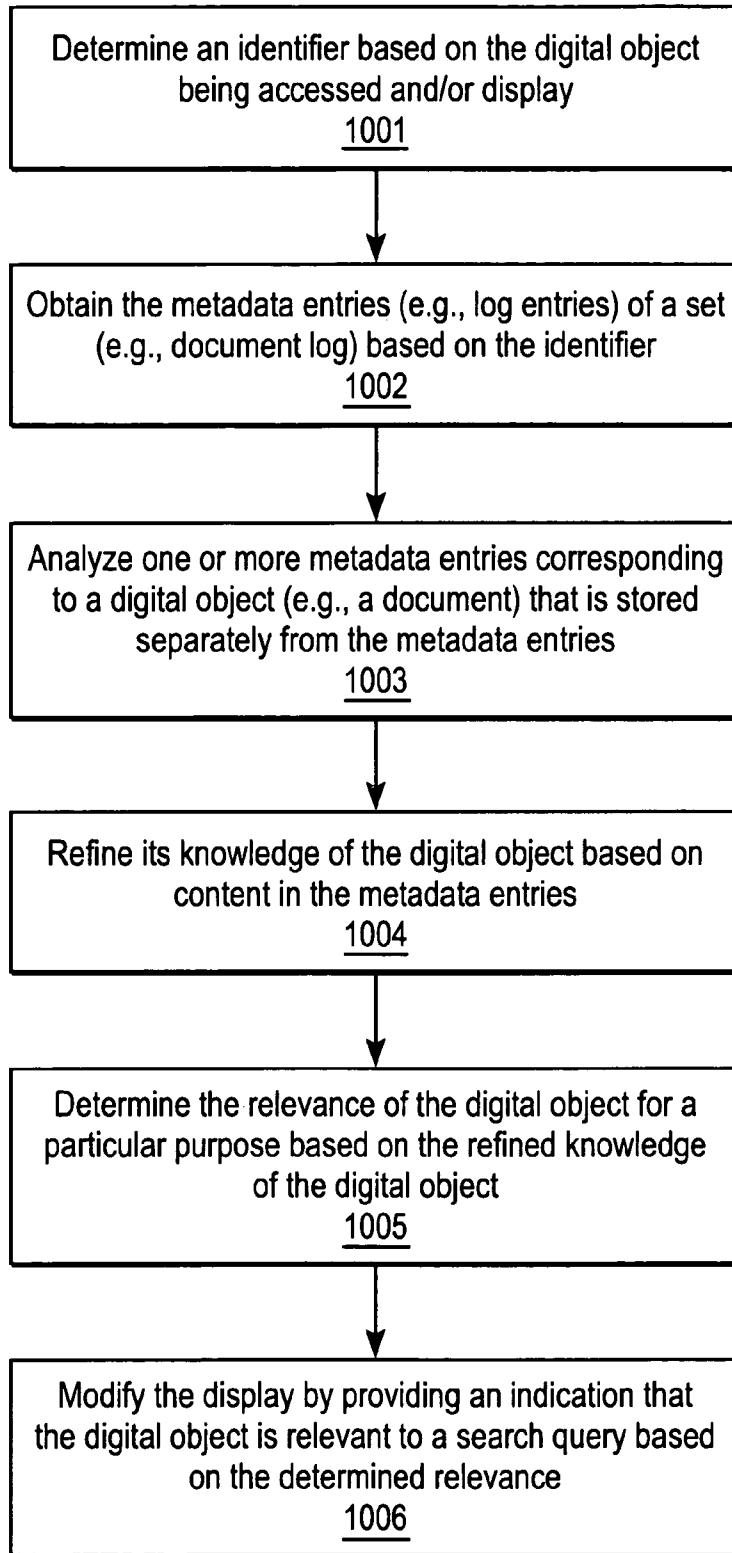 Determine an identifier based on the digital object
being accessed and/or display
1001
Obtain the metadata entries (e.g., log entries) of a set
(e.g., document log) based on the identifier
1002
Analyze one or more metadata entries corresponding
to a digital object (e.g., a document) that is stored
separately from the metadata entries
1003
Refine its knowledge of the digital object based on
content in the metadata entries
1004
Determine the relevance of the digital object for a
particular purpose based on the refined knowledge
of the digital object
1005
Modify the display by providing an indication that
the digital object is relevant to a search query based
on the determined relevance
1006